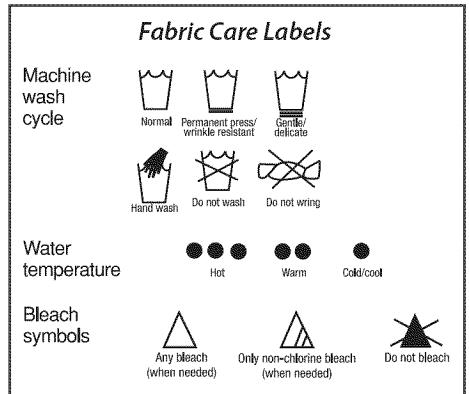 Fabric Care Labels
Machine
wash
cycle
Normal
Permanent press/
wrinkle resistant
Gentle/
delicate
Hand wash
Do not wash
Do not wring
Water
temperature
Hot
Warm
Cold/cool
Bleach
symbols
Any bleach
(when needed)
Only non-chlorine bleach
(when needed)
Do not bleach